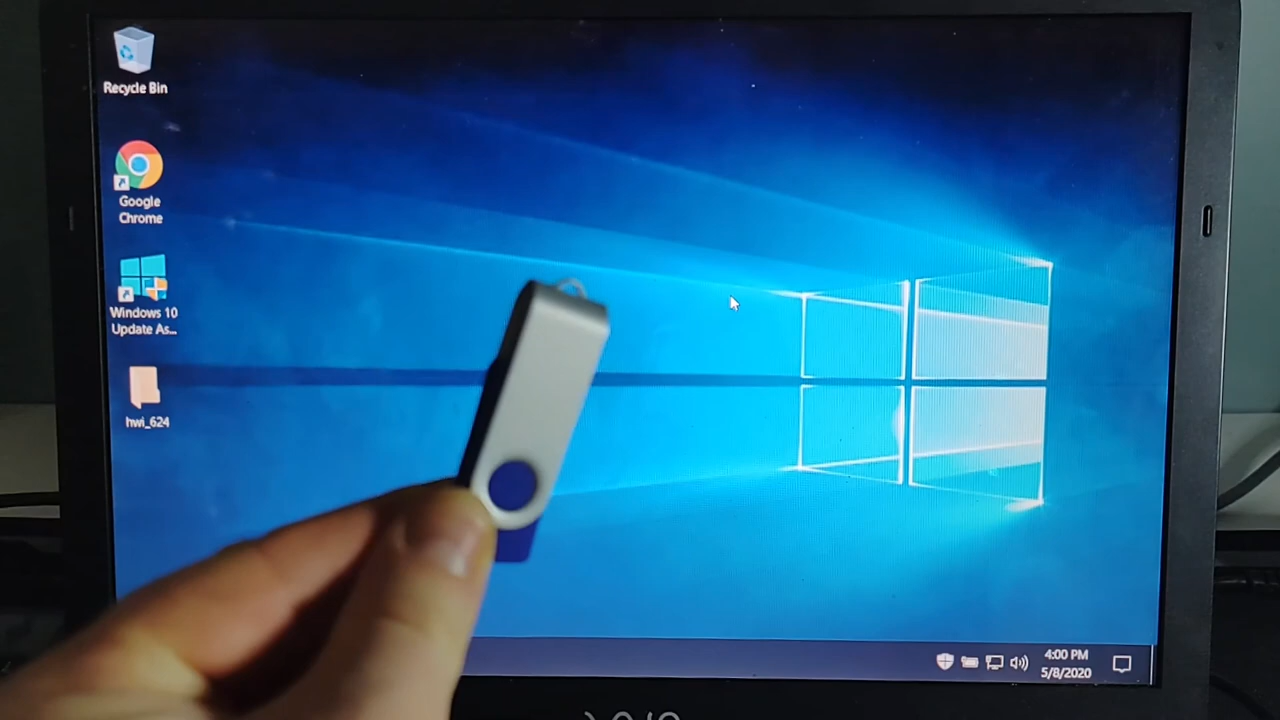 Recycle Bin
Google
Chrome
Windows 10
Update As...
hwi_624
4:00 PM
5/8/2020